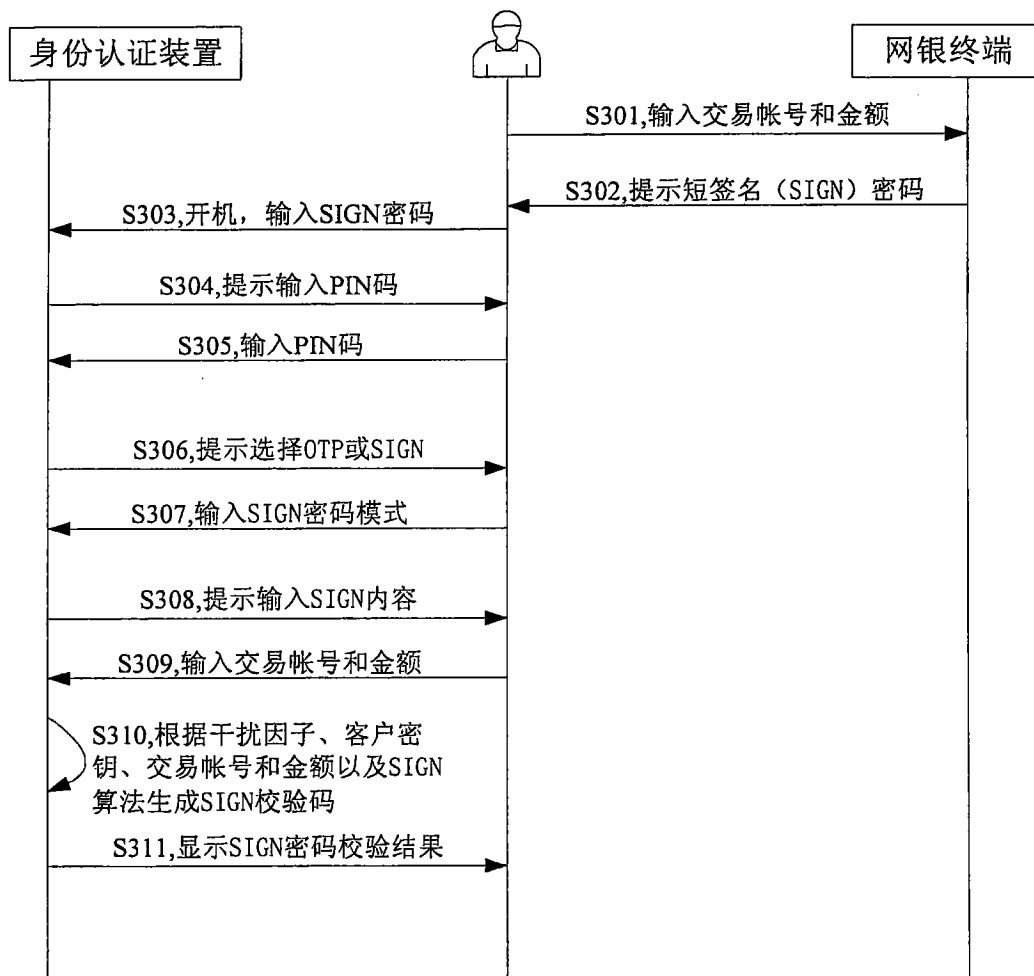 身份认证装置
网银终端
S301,输入交易帐号和金额
S302,提示短签名（SIGN）密码
S303,开机，输入SIGN密码
S304,提示输入PIN码
S305,输入PIN码
S306,提示选择OTP或SIGN
S307,输入SIGN密码模式
S308,提示输入SIGN内容
S309,输入交易帐号和金额
S310,根据干扰因子、客户密
钥、交易帐号和金额以及SIGN
算法生成SIGN校验码
S311,显示SIGN密码校验结果